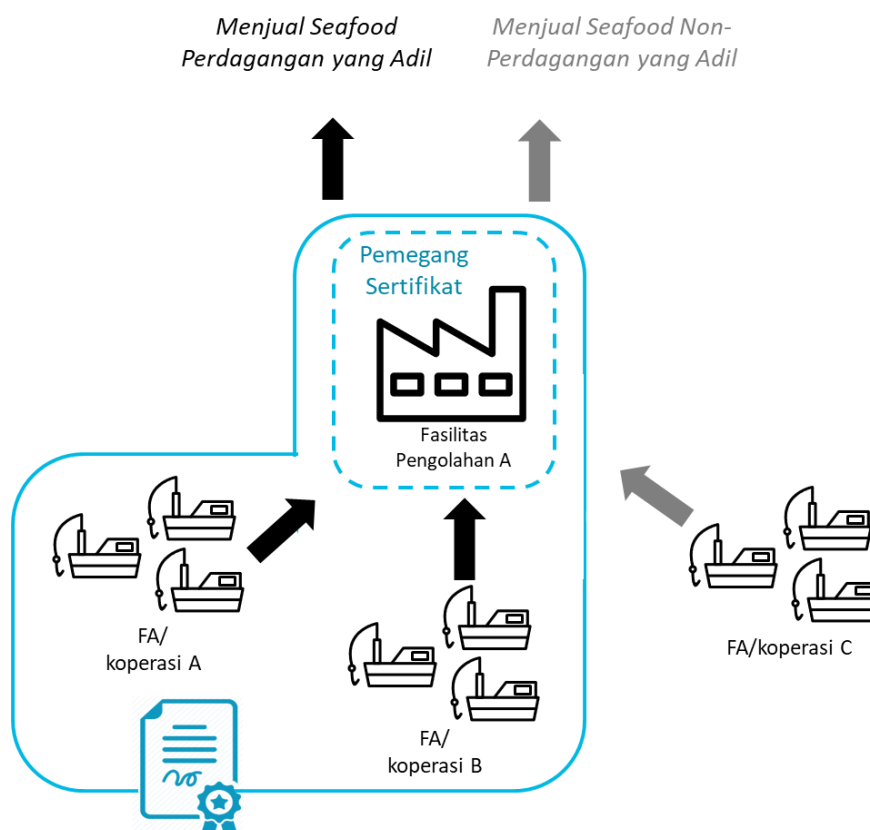 Menjual Seafood
Perdagangan yang Adil
Menjual Seafood Non-
Perdagangan yang Adil
Pemegang
Sertifikat
Fasilitas
Pengolahan A
FA/
koperasi A
FA/
koperasi B
FA/koperasi C